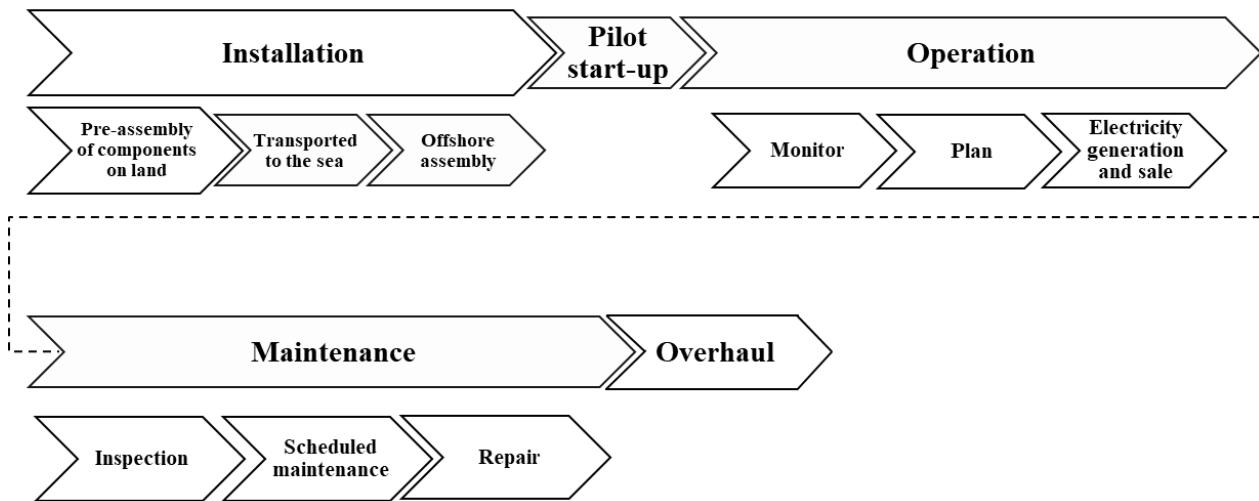 Installation
Pilot
start-up
Operation
Pre-assembly
of components
on land
Transported
to the sea
Offshore
assembly
Monitor
Plan
Electricity
generation
and sale
Maintenance
Overhaul
Inspection
Scheduled
maintenance
Repair